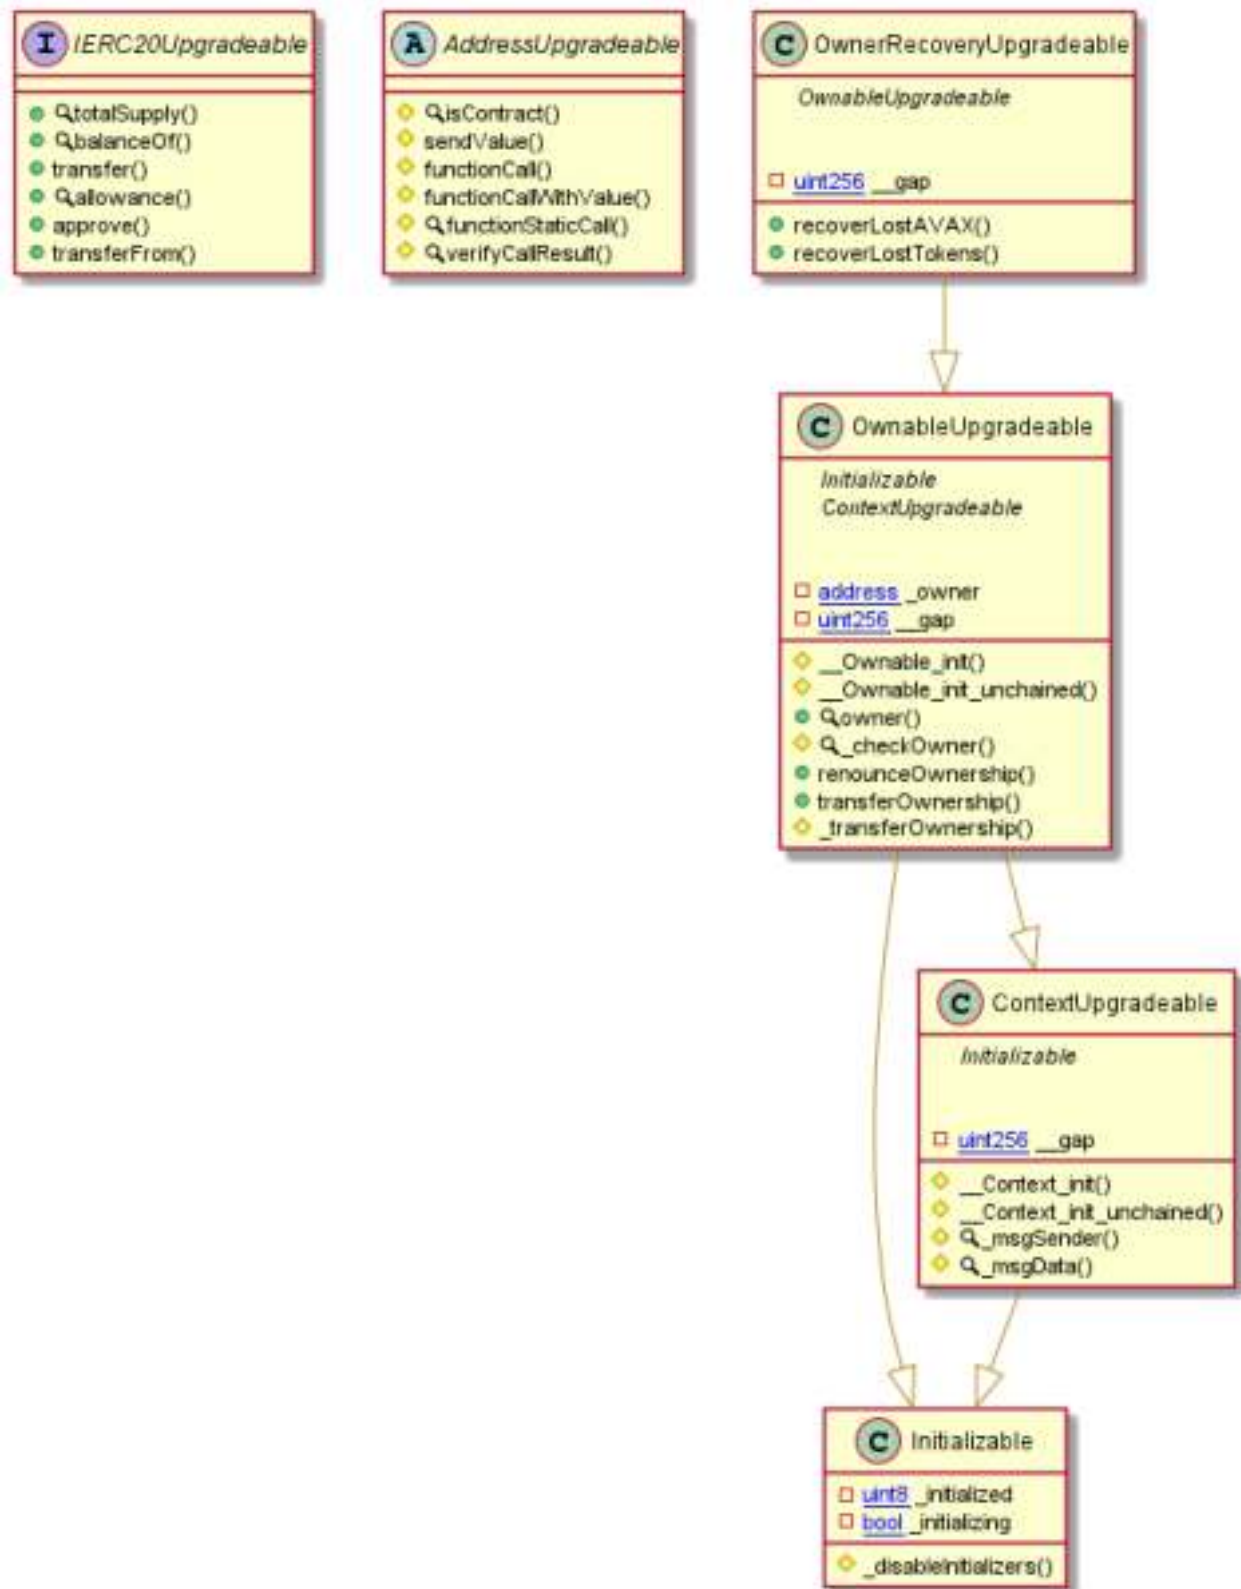 I IERC20Upgradeable
totalSupply()
balanceOf()
transfer()
allowance()
approve()
transferFrom()
A AddressUpgradeable
isContract()
sendValue()
functionCall()
functionCallWithValue()
functionStaticCall()
verifyCallResult()
C OwnerRecoveryUpgradeable
OwnableUpgradeable
uint256 __gap
recoverLostAVAX()
recoverLostTokens()
C OwnableUpgradeable
Initializable
ContextUpgradeable
address _owner
uint256 __gap
__Ownable_init()
__Ownable_init_unchained()
owner()
_checkOwner()
renounceOwnership()
transferOwnership()
_transferOwnership()
C ContextUpgradeable
Initializable
uint256 __gap
__Context_init()
__Context_init_unchained()
_msgSender()
_msgData()
C Initializable
uint8 _initialized
bool _initializing
_disableInitializers()